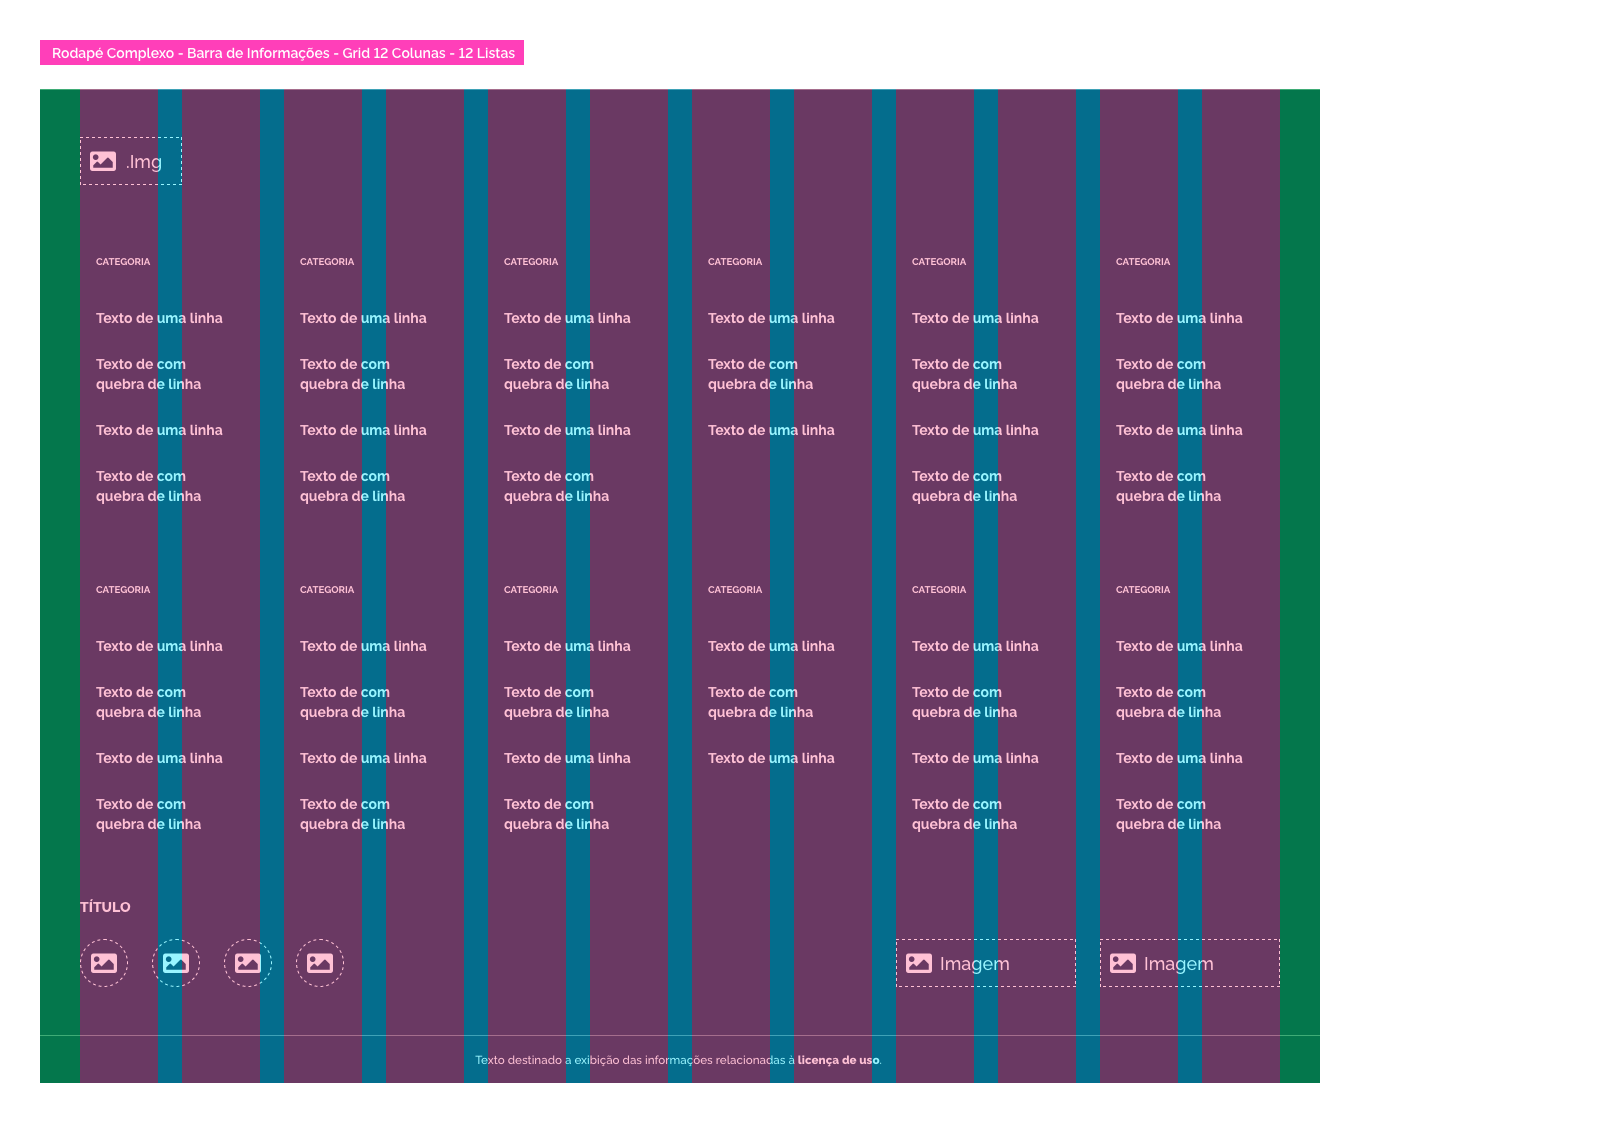 Rodapé Complexo - Barra de Informações - Grid 12 Colunas - 12 Listas
.Img
CATEGORIA
Texto de uma linha
Texto de com
quebra de linha
Texto de uma linha
Texto de com
quebra de linha
CATEGORIA
Texto de uma linha
Texto de com
quebra de linha
Texto de uma linha
Texto de com
quebra de linha
CATEGORIA
Texto de uma linha
Texto de com
quebra de linha
Texto de uma linha
Texto de com
quebra de linha
CATEGORIA
Texto de uma linha
Texto de com
quebra de linha
Texto de uma linha
CATEGORIA
Texto de uma linha
Texto de com
quebra de linha
Texto de uma linha
Texto de com
quebra de linha
CATEGORIA
Texto de uma linha
Texto de com
quebra de linha
Texto de uma linha
Texto de com
quebra de linha
CATEGORIA
Texto de uma linha
Texto de com
quebra de linha
Texto de uma linha
Texto de com
quebra de linha
CATEGORIA
Texto de uma linha
Texto de com
quebra de linha
Texto de uma linha
Texto de com
quebra de linha
CATEGORIA
Texto de uma linha
Texto de com
quebra de linha
Texto de uma linha
Texto de com
quebra de linha
CATEGORIA
Texto de uma linha
Texto de com
quebra de linha
Texto de uma linha
CATEGORIA
Texto de uma linha
Texto de com
quebra de linha
Texto de uma linha
Texto de com
quebra de linha
CATEGORIA
Texto de uma linha
Texto de com
quebra de linha
Texto de uma linha
Texto de com
quebra de linha
TÍTULO
Imagem
Imagem
Texto destinado a exibição das informações relacionadas à licença de uso.